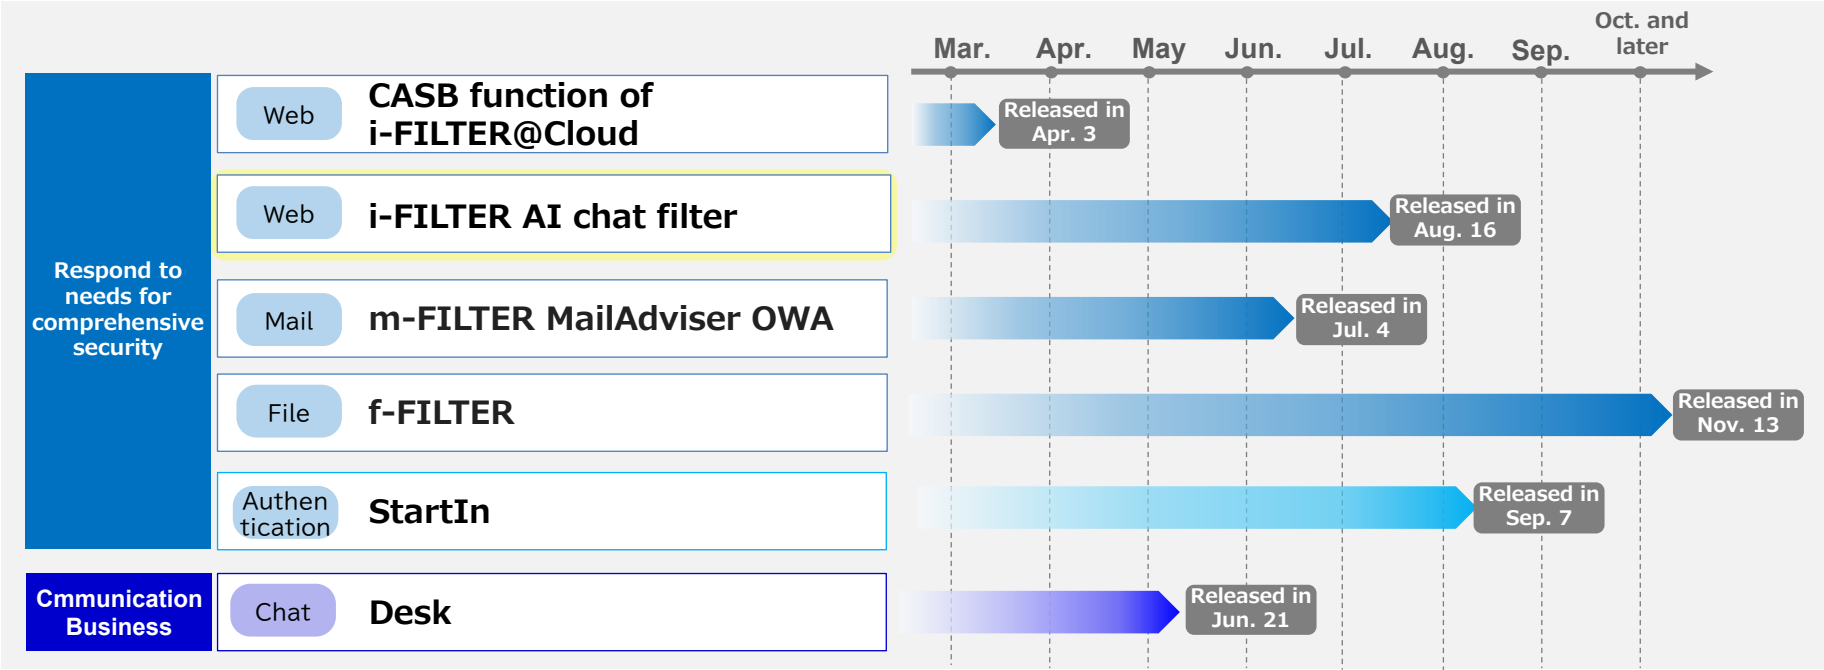 Oct. and
later
Mar. Apr. May Jun. Jul. Aug. Sep.
Respond to
needs for
comprehensive
security
Web
CASB function of
i-FILTER@Cloud
Released in
Apr. 3
Web
i-FILTER AI chat filter
Released in
Aug. 16
Mail
m-FILTER MailAdviser OWA
Released in
Jul. 4
File
f-FILTER
Released in
Nov. 13
Authen
tication
StartIn
Released in
Sep. 7
Cmmunication
Business
Chat
Desk
Released in
Jun. 21